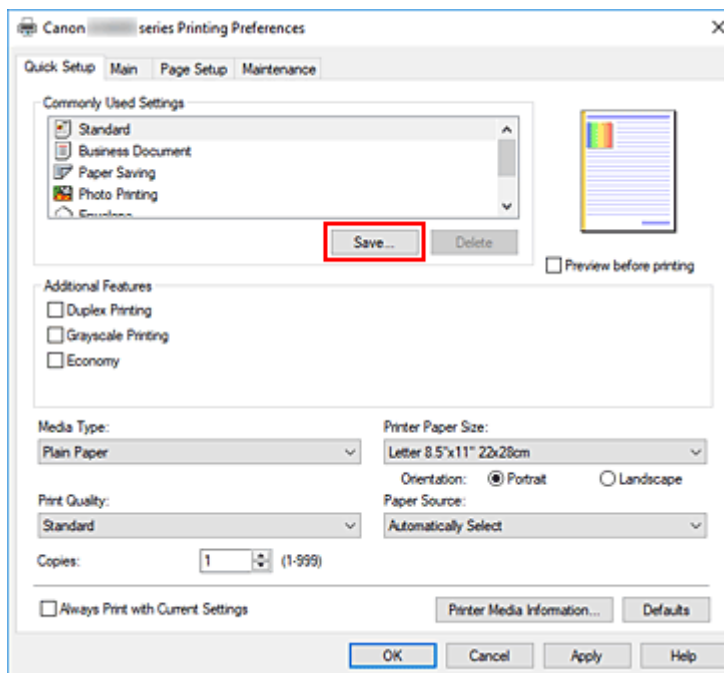 Canon series Printing Preferences
Quick Setup Main Page Setup Maintenance
Commonly Used Settings
Standard
Business Document
Paper Saving
Photo Printing
Envelope
Save... Delete
Preview before printing
Additional Features
Duplex Printing
Grayscale Printing
Economy
Media Type: Printer Paper Size:
Plain Paper Letter 8.5"x11" 22x28cm
Orientation: Portrait Landscape
Print Quality: Paper Source:
Standard Automatically Select
Copies: 1 (1-999)
Always Print with Current Settings Printer Media Information... Defaults
OK Cancel Apply Help